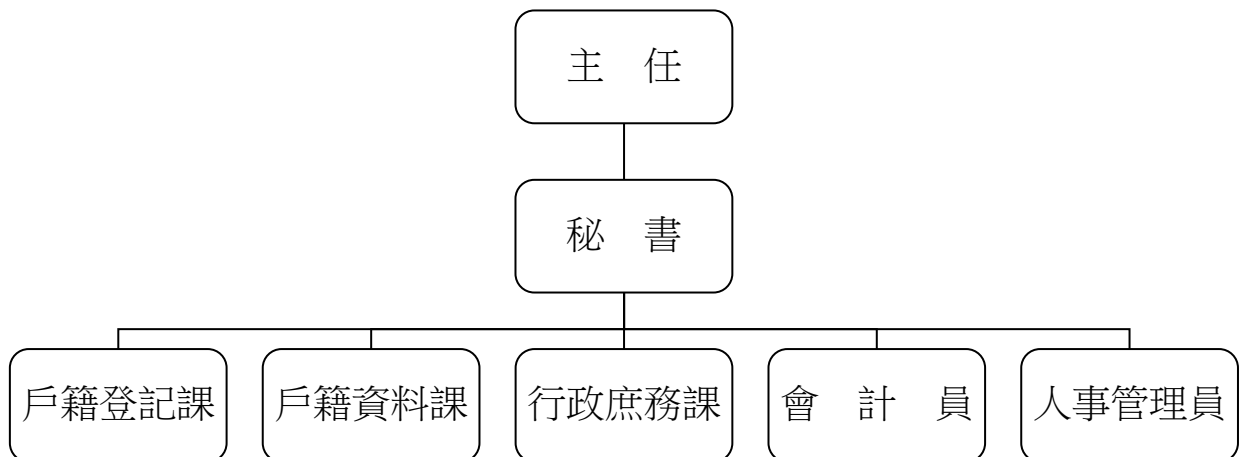 主　任
秘　書
戶籍登記課
戶籍資料課
行政庶務課
會　計　員
人事管理員